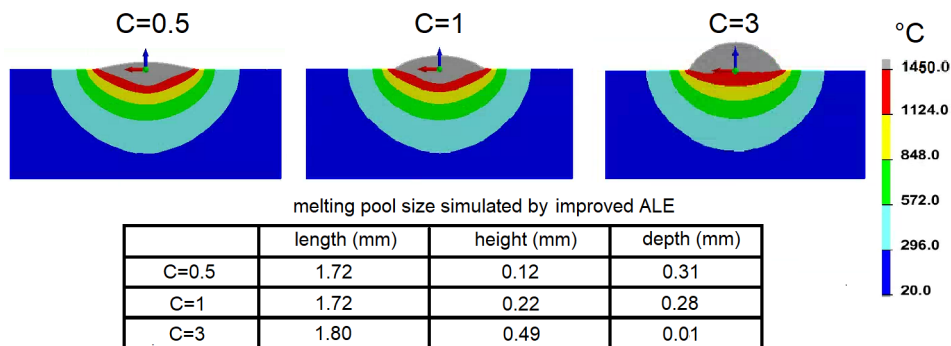 C=0.5 C=1 C=3
°C
1450.0
1124.0
848.0
572.0
296.0
20.0
melting pool size simulated by improved ALE
length (mm) height (mm) depth (mm)
C=0.5 1.72 0.12 0.31
C=1 1.72 0.22 0.28
C=3 1.80 0.49 0.01